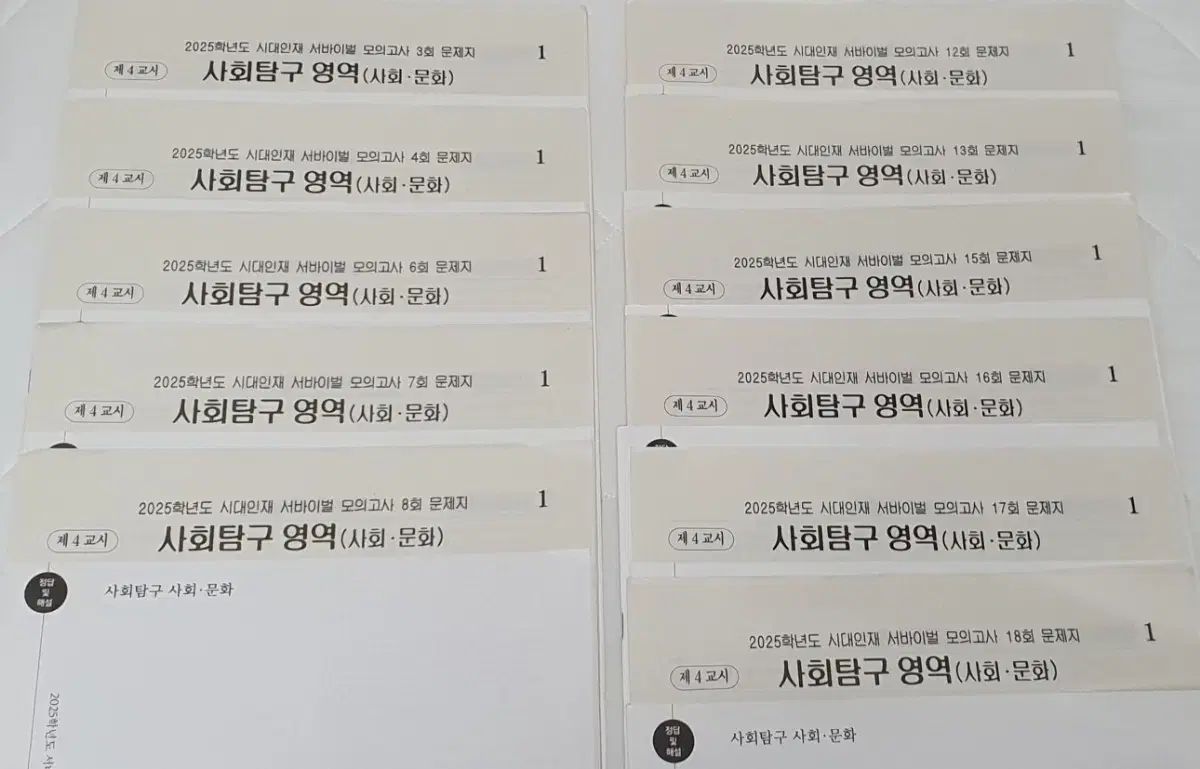 2025학년도 시대인재 서바이벌 모의고사 3회 문제지
1
제 4 교시
사회탐구 영역(사회·문화)
2025학년도 시대인재 서바이벌 모의고사 4회 문제지
1
제 4 교시
사회탐구 영역(사회·문화)
2025학년도 시대인재 서바이벌 모의고사 6회 문제지
1
제 4 교시
사회탐구 영역(사회·문화)
2025학년도 시대인재 서바이벌 모의고사 7회 문제지
1
제 4 교시
사회탐구 영역(사회·문화)
2025학년도 시대인재 서바이벌 모의고사 8회 문제지
1
제 4 교시
사회탐구 영역(사회·문화)
정답
및
해설
사회탐구 사회·문화
2025학년도
2025학년도 시대인재 서바이벌 모의고사 12회 문제지
1
제 4 교시
사회탐구 영역(사회·문화)
2025학년도 시대인재 서바이벌 모의고사 13회 문제지
1
제 4 교시
사회탐구 영역(사회·문화)
2025학년도 시대인재 서바이벌 모의고사 15회 문제지
1
제 4 교시
사회탐구 영역(사회·문화)
2025학년도 시대인재 서바이벌 모의고사 16회 문제지
1
제 4 교시
사회탐구 영역(사회·문화)
2025학년도 시대인재 서바이벌 모의고사 17회 문제지
1
제 4 교시
사회탐구 영역(사회·문화)
2025학년도 시대인재 서바이벌 모의고사 18회 문제지
1
제 4 교시
사회탐구 영역(사회·문화)
정답
및
해설
사회탐구 사회·문화